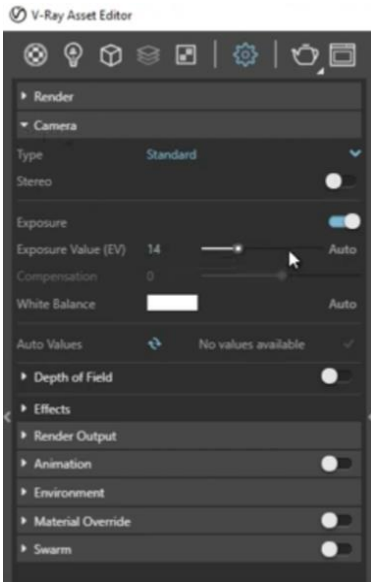 V-Ray Asset Editor
Render
Camera
Type Standard
Stereo
Exposure
Exposure Value (EV) 14 Auto
Compensation 0
White Balance Auto
Auto Values No values available
Depth of Field
Effects
Render Output
Animation
Environment
Material Override
Swarm